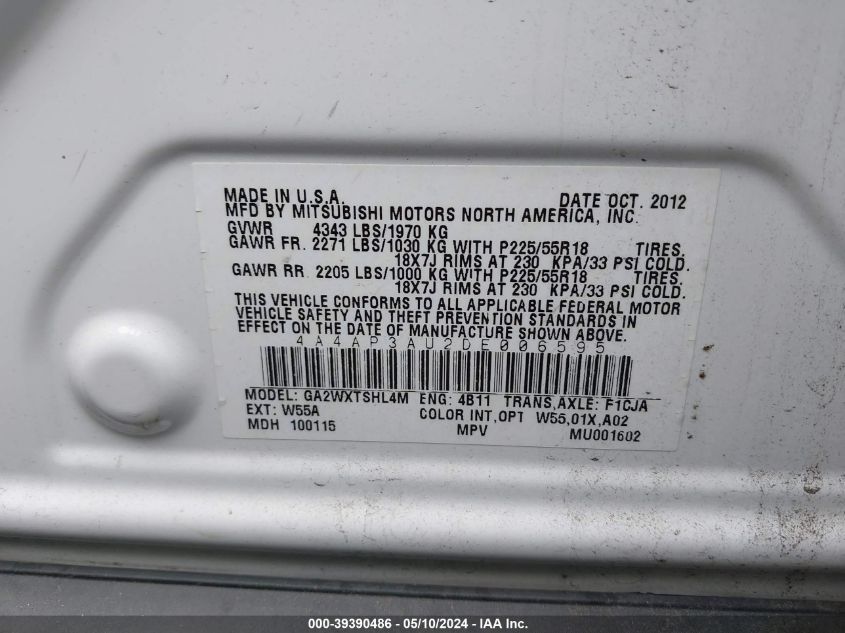 MADE IN U.S.A. DATE OCT. 2012
MFD BY MITSUBISHI MOTORS NORTH AMERICA, INC.
GVWR 4343 LBS/1970 KG
GAWR FR. 2271 LBS/1030 KG WITH P225/55R18 TIRES,
18X7J RIMS AT 230 KPA/33 PSI COLD.
GAWR RR. 2205 LBS/1000 KG WITH P225/55R18 TIRES,
18X7J RIMS AT 230 KPA/33 PSI COLD.
THIS VEHICLE CONFORMS TO ALL APPLICABLE FEDERAL MOTOR
VEHICLE SAFETY AND THEFT PREVENTION STANDARDS IN
EFFECT ON THE DATE OF MANUFACTURE SHOWN ABOVE.
4A4AP3AU2DE006595
MODEL: GA2WXTSHL4M ENG: 4B11 TRANS,AXLE: F1CJA
EXT: W55A COLOR INT,OPT W55,01X,A02
MDH 100115 MPV MU001602
000-39390486 - 05/10/2024 - IAA Inc.